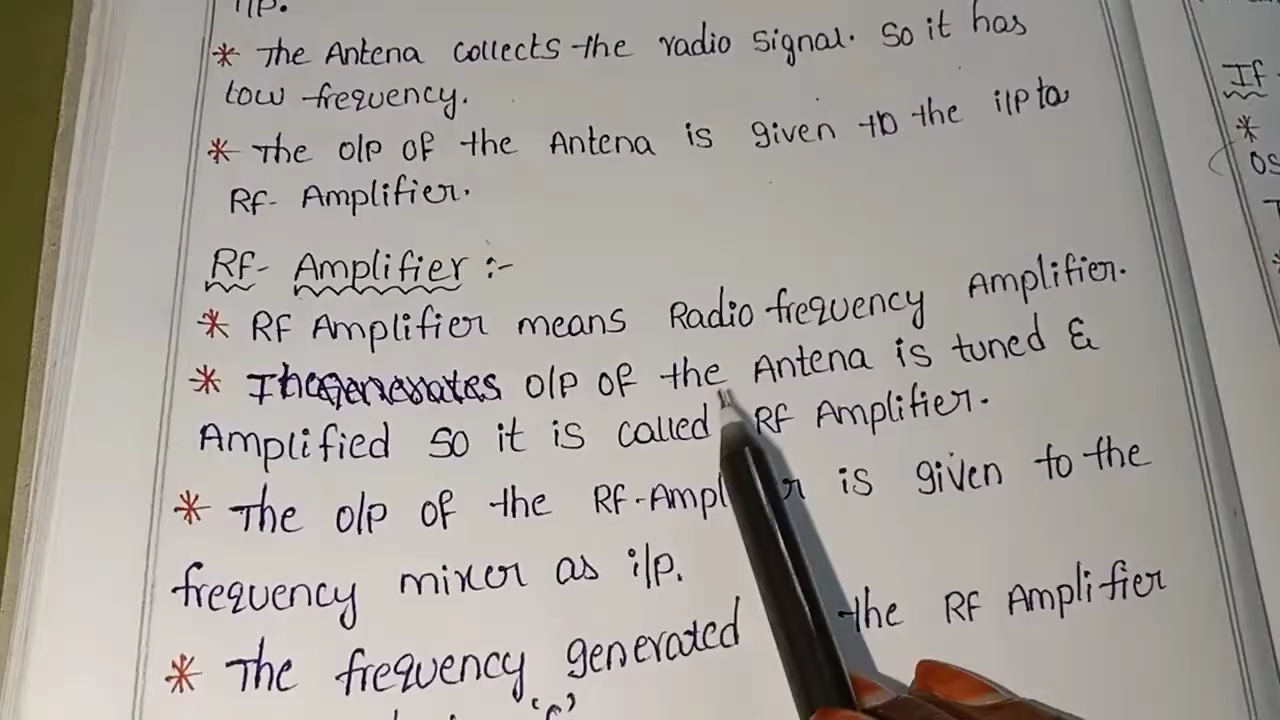 I/P.
* The Antena collects the radio signal. So it has
low frequency.
* The o/p of the Antena is given to the i/p to
RF- Amplifier.
RF- Amplifier :-
* RF Amplifier means Radio frequency Amplifier.
* The generates o/p of the Antena is tuned &
Amplified so it is called RF Amplifier.
* The o/p of the RF-Ampl r is given to the
frequency mixer as i/p.
* The frequency generated the RF Amplifier
If
*
os